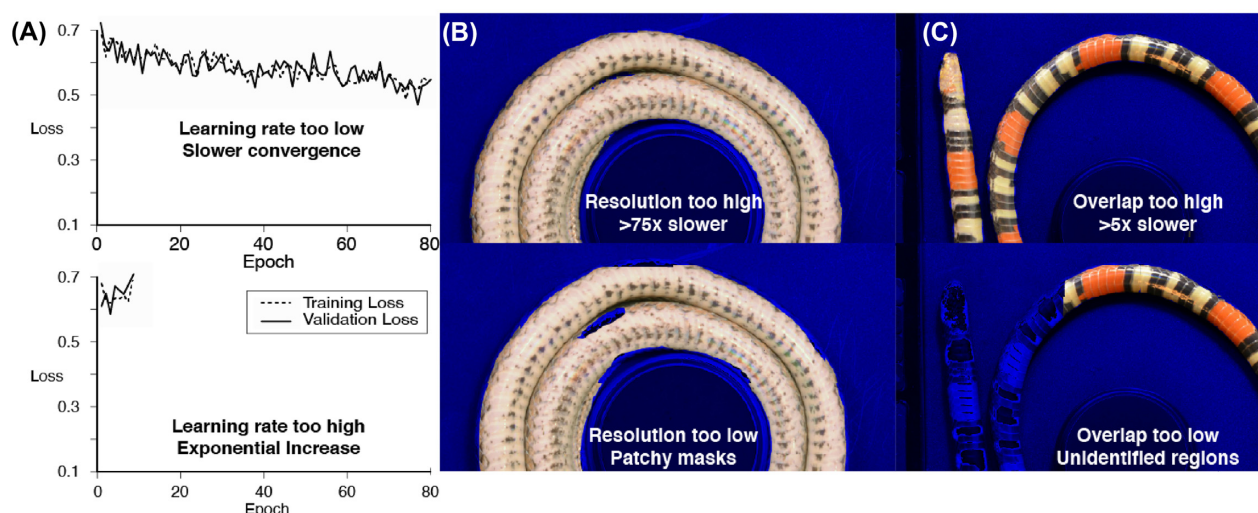 (A)
0.7
0.5
Loss
0.3
0.1
Learning rate too low
Slower convergence
0 20 40 60 80
Epoch
0.7
0.5
Loss
0.3
0.1
Training Loss
Validation Loss
Learning rate too high
Exponential Increase
0 20 40 60 80
Epoch
(B)
Resolution too high
>75x slower
Resolution too low
Patchy masks
(C)
Overlap too high
>5x slower
Overlap too low
Unidentified regions